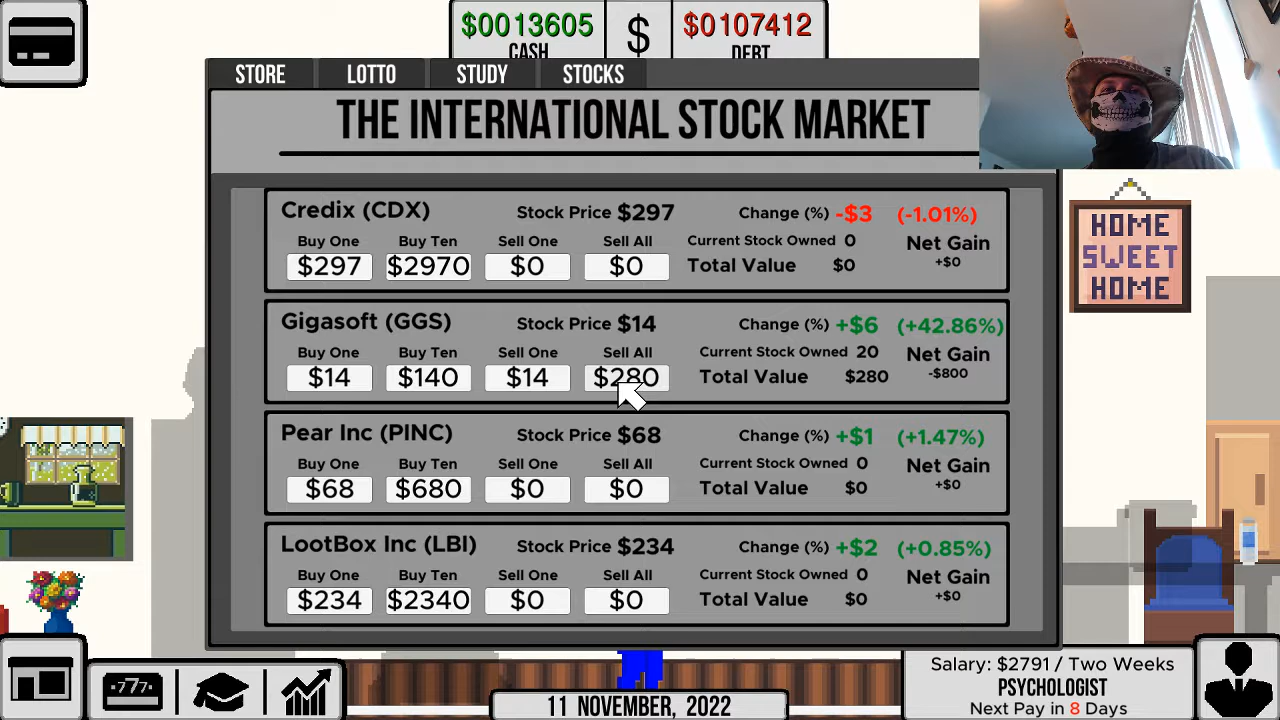 $0013605
CASH
$
$0107412
DEBT
STORE
LOTTO
STUDY
STOCKS
THE INTERNATIONAL STOCK MARKET
Credix (CDX)
Stock Price $297
Change (%) -$3 (-1.01%)
Buy One
Buy Ten
Sell One
Sell All
Current Stock Owned 0
Net Gain
$297
$2970
$0
$0
Total Value $0
+$0
Gigasoft (GGS)
Stock Price $14
Change (%) +$6 (+42.86%)
Buy One
Buy Ten
Sell One
Sell All
Current Stock Owned 20
Net Gain
$14
$140
$14
$280
Total Value $280
-$800
Pear Inc (PINC)
Stock Price $68
Change (%) +$1 (+1.47%)
Buy One
Buy Ten
Sell One
Sell All
Current Stock Owned 0
Net Gain
$68
$680
$0
$0
Total Value $0
+$0
LootBox Inc (LBI)
Stock Price $234
Change (%) +$2 (+0.85%)
Buy One
Buy Ten
Sell One
Sell All
Current Stock Owned 0
Net Gain
$234
$2340
$0
$0
Total Value $0
+$0
HOME
SWEET
HOME
777
11 NOVEMBER, 2022
Salary: $2791 / Two Weeks
PSYCHOLOGIST
Next Pay in 8 Days